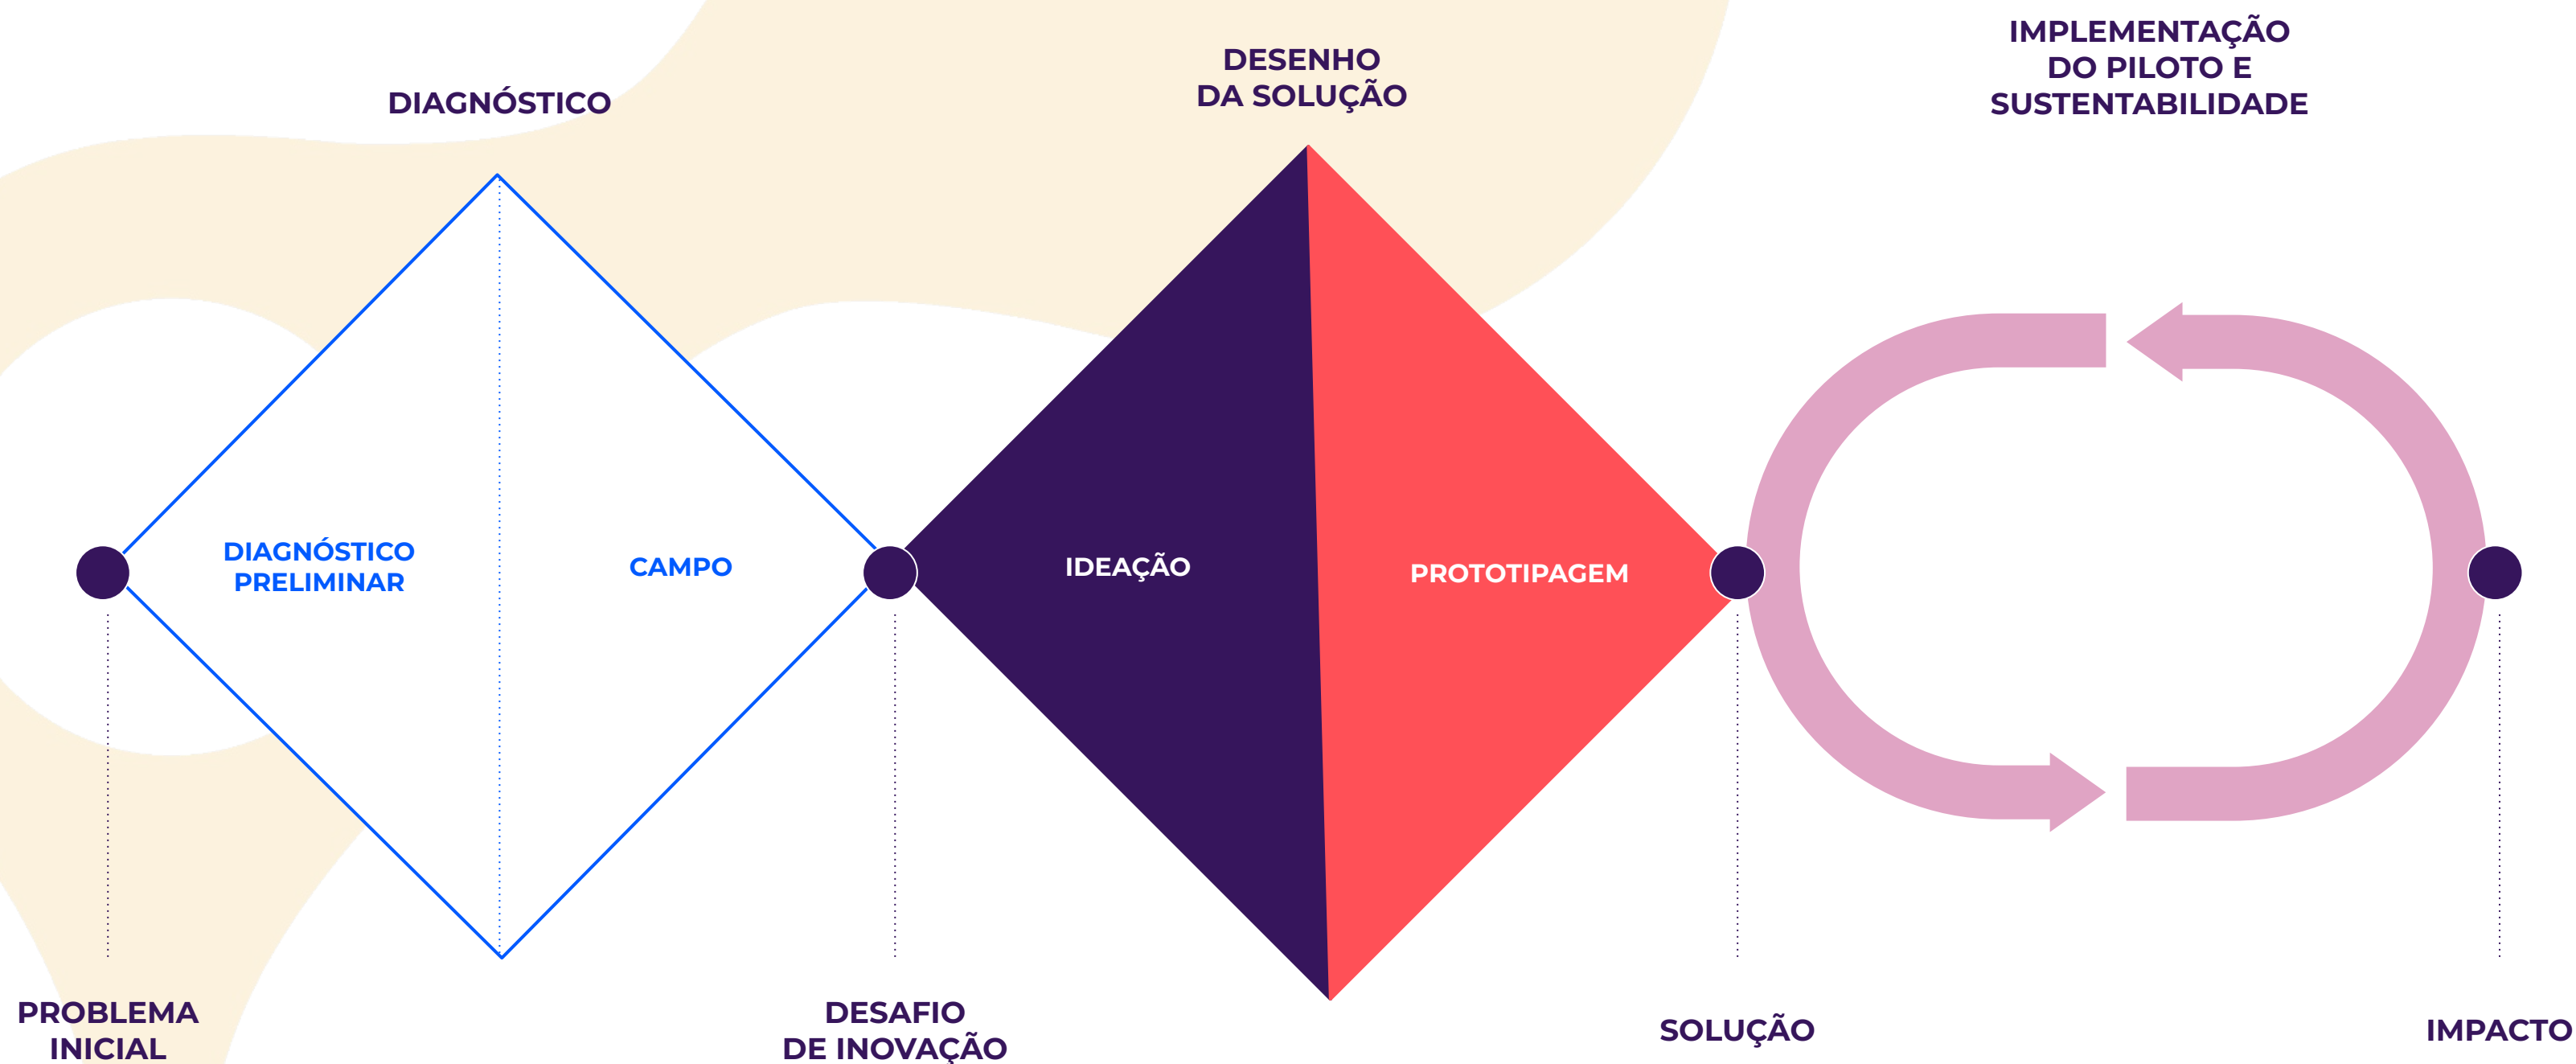 DIAGNÓSTICO
DESENHO
DA SOLUÇÃO
IMPLEMENTAÇÃO
DO PILOTO E
SUSTENTABILIDADE
DIAGNÓSTICO
PRELIMINAR
CAMPO
IDEAÇÃO
PROTOTIPAGEM
PROBLEMA
INICIAL
DESAFIO
DE INOVAÇÃO
SOLUÇÃO
IMPACTO